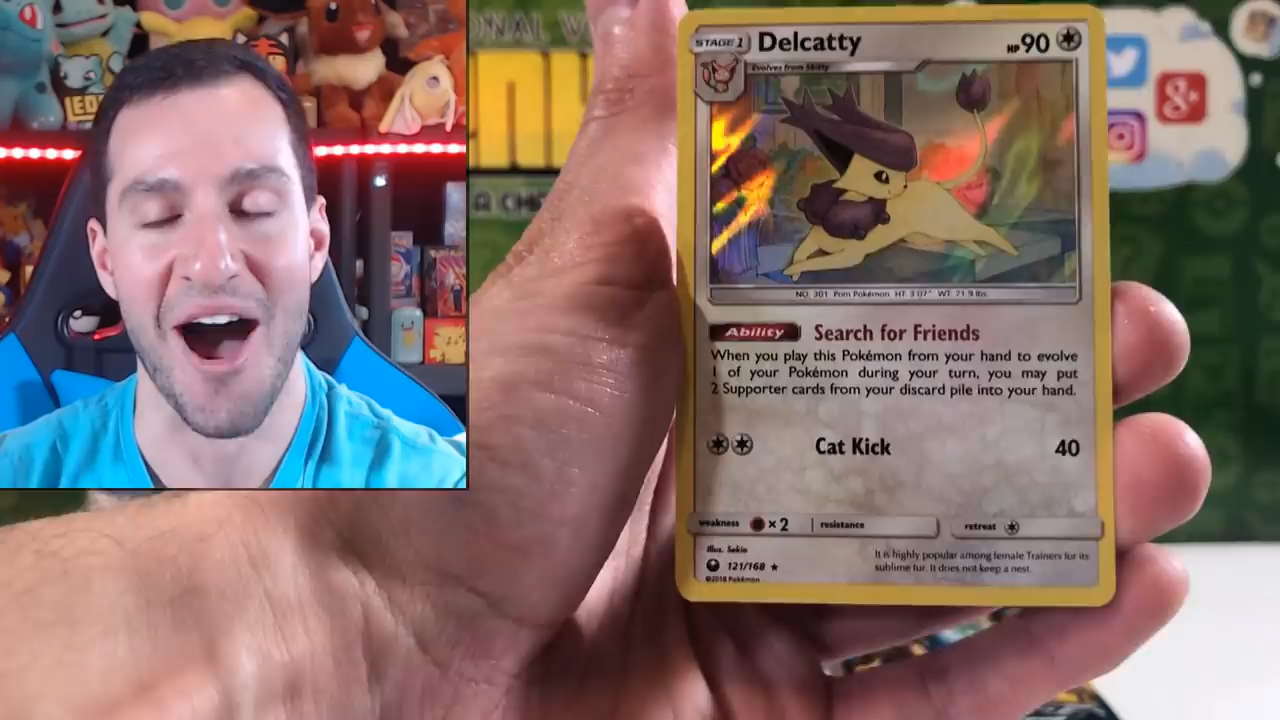 LEO
ONAL
A CH
STAGE 1 Delcatty HP 90
Evolves from Skitty
NO. 301 Prim Pokémon HT: 3'07" WT: 71.9 lbs.
Ability Search for Friends
When you play this Pokémon from your hand to evolve
1 of your Pokémon during your turn, you may put
2 Supporter cards from your discard pile into your hand.
Cat Kick 40
weakness ×2 resistance retreat
Illus. Sekio
121/168
©2018 Pokémon
It is highly popular among female Trainers for its
sublime fur. It does not keep a nest.
g+